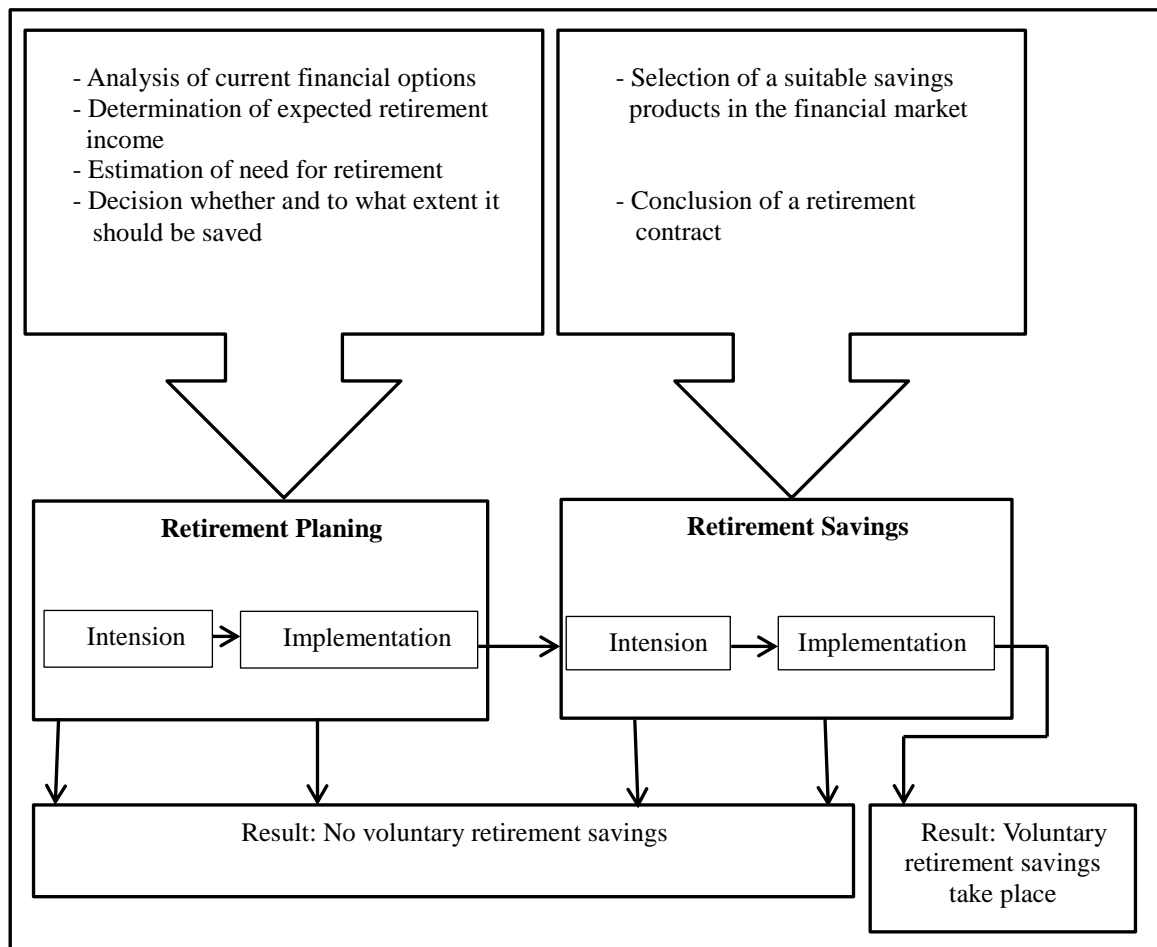 - Analysis of current financial options
- Determination of expected retirement
income
- Estimation of need for retirement
- Decision whether and to what extent it
should be saved
- Selection of a suitable savings
products in the financial market
- Conclusion of a retirement
contract
Retirement Planing
Intension
Implementation
Retirement Savings
Intension
Implementation
Result: No voluntary retirement savings
Result: Voluntary
retirement savings
take place